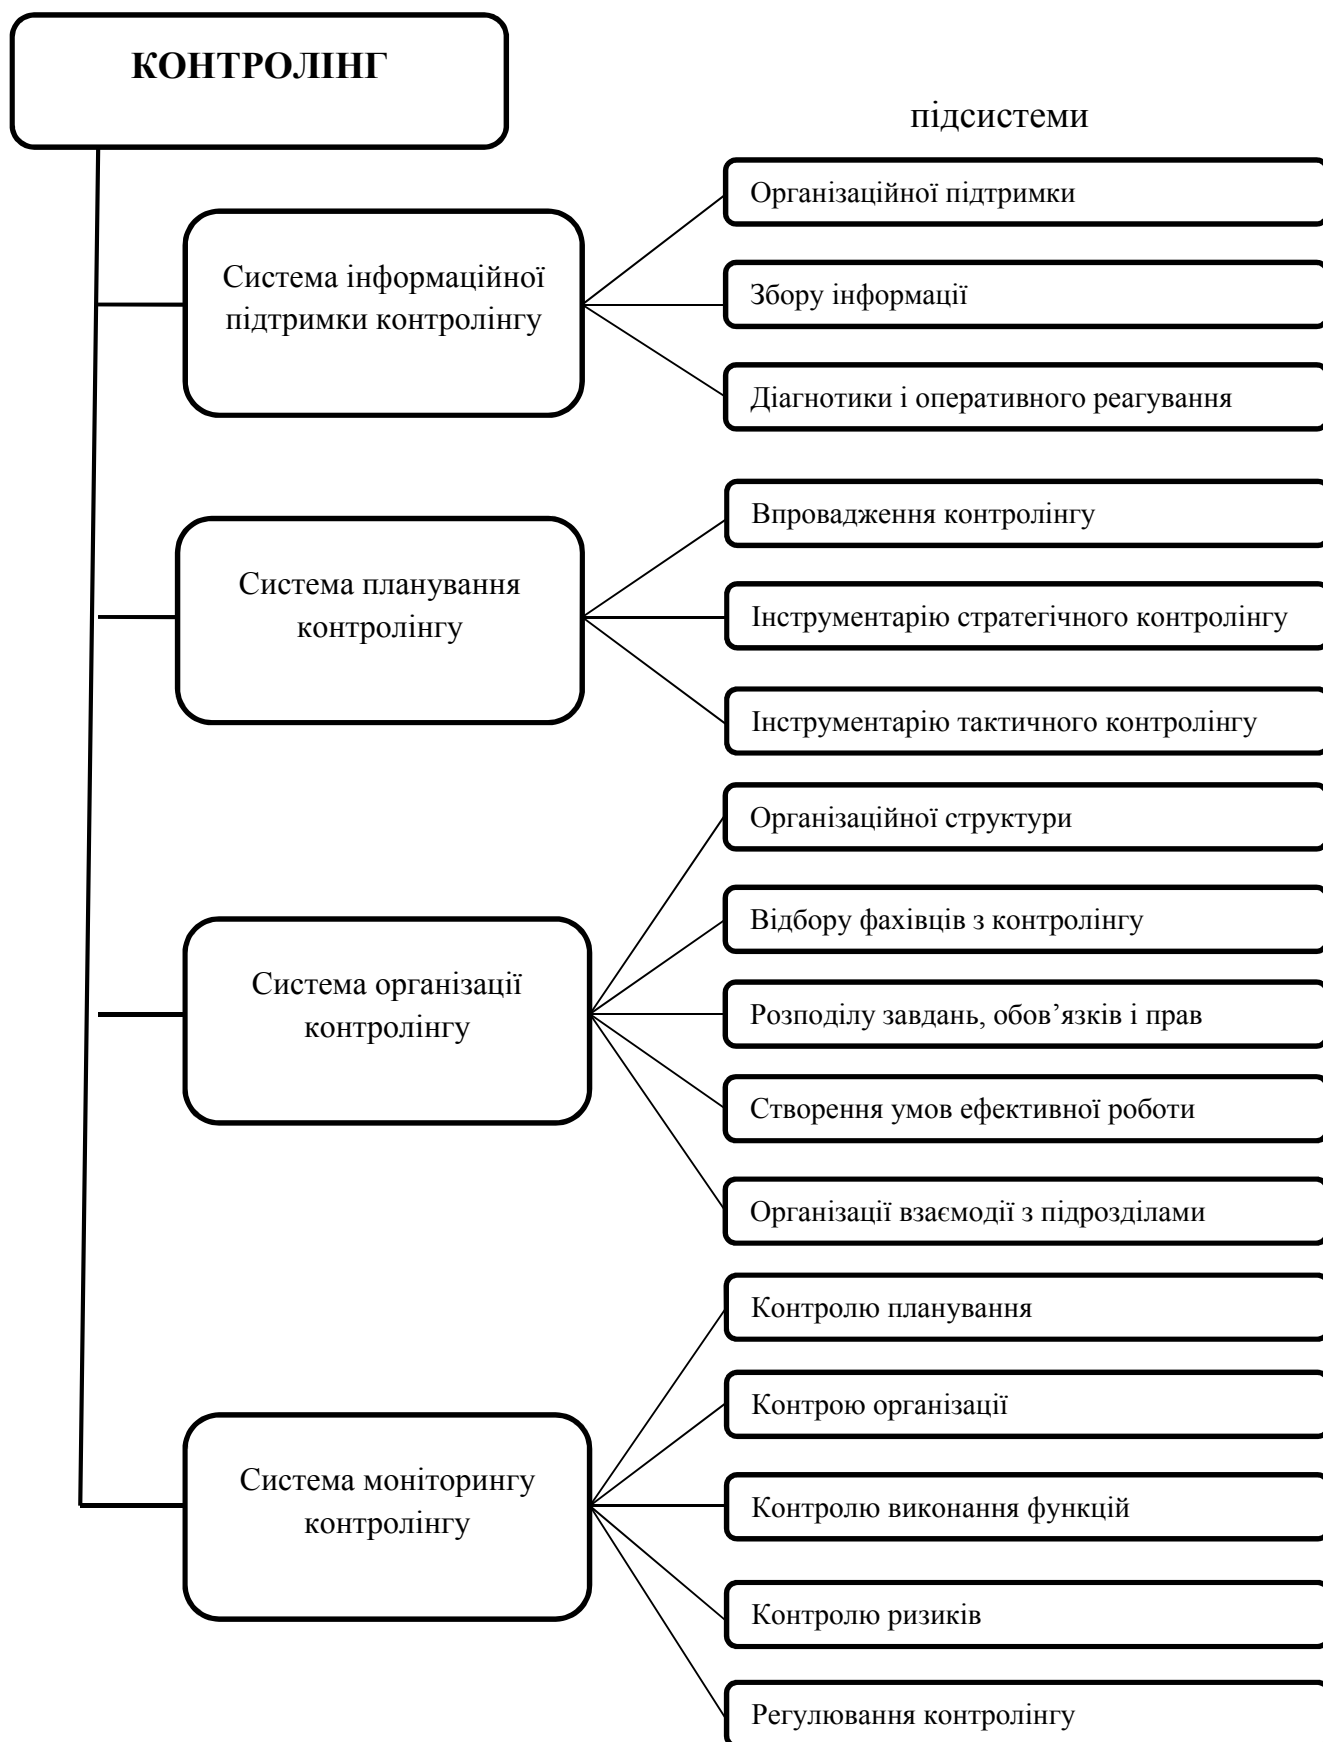 КОНТРОЛІНГ
підсистеми
Система інформаційної
підтримки контролінгу
Організаційної підтримки
Збору інформації
Діагнотики і оперативного реагування
Система планування
контролінгу
Впровадження контролінгу
Інструментарію стратегічного контролінгу
Інструментарію тактичного контролінгу
Система організації
контролінгу
Організаційної структури
Відбору фахівців з контролінгу
Розподілу завдань, обов’язків і прав
Створення умов ефективної роботи
Організації взаємодії з підрозділами
Система моніторингу
контролінгу
Контролю планування
Контрою організації
Контролю виконання функцій
Контролю ризиків
Регулювання контролінгу